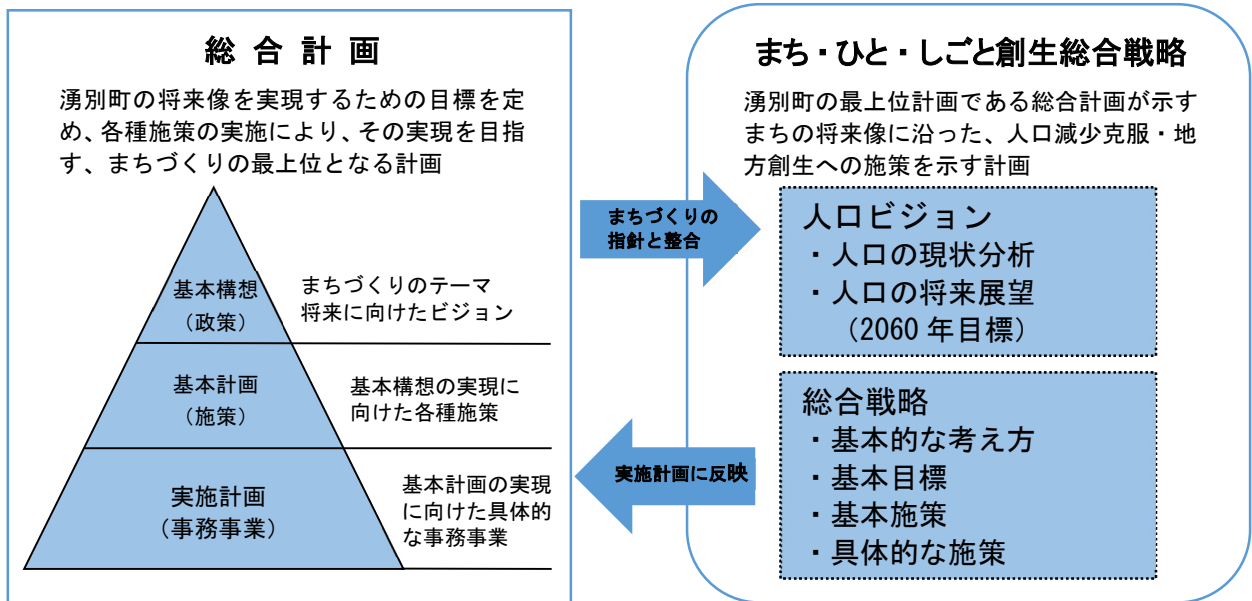 総合計画
湧別町の将来像を実現するための目標を定
め、各種施策の実施により、その実現を目指
す、まちづくりの最上位となる計画
基本構想
（政策）
まちづくりのテーマ
将来に向けたビジョン
基本計画
（施策）
基本構想の実現に
向けた各種施策
実施計画
（事務事業）
基本計画の実現
に向けた具体的
な事務事業
まちづくりの
指針と整合
実施計画に反映
まち・ひと・しごと創生総合戦略
湧別町の最上位計画である総合計画が示す
まちの将来像に沿った、人口減少克服・地
方創生への施策を示す計画
人口ビジョン
・人口の現状分析
・人口の将来展望
（2060 年目標）
総合戦略
・基本的な考え方
・基本目標
・基本施策
・具体的な施策